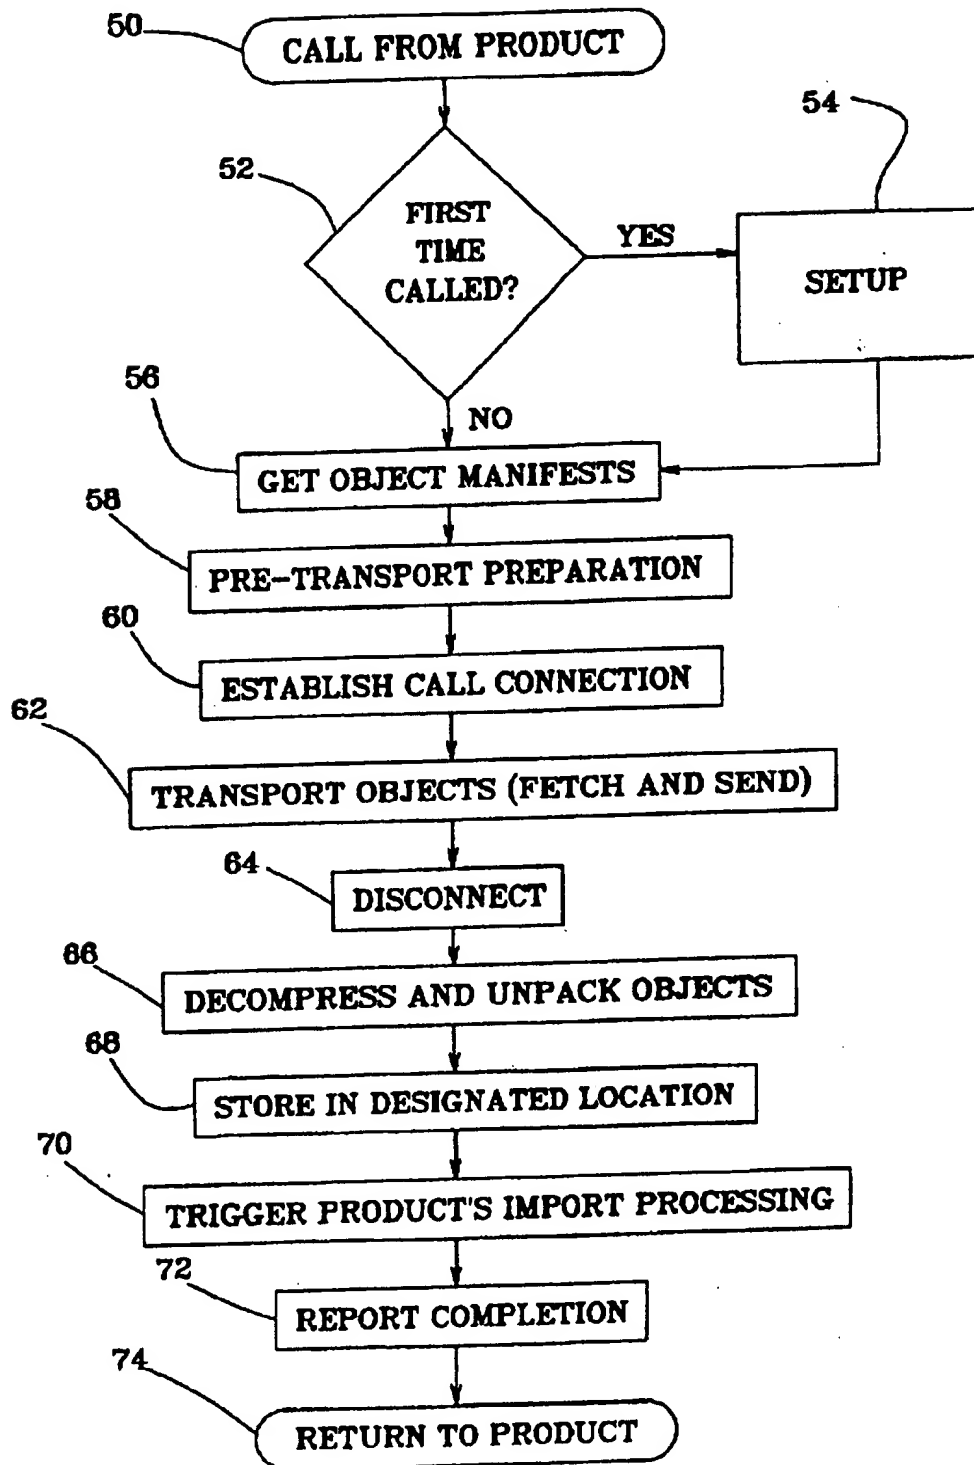 50
CALL FROM PRODUCT
54
52
FIRST
TIME
CALLED?
YES
SETUP
56
NO
GET OBJECT MANIFESTS
58
PRE-TRANSPORT PREPARATION
60
ESTABLISH CALL CONNECTION
62
TRANSPORT OBJECTS (FETCH AND SEND)
64
DISCONNECT
66
DECOMPRESS AND UNPACK OBJECTS
68
STORE IN DESIGNATED LOCATION
70
TRIGGER PRODUCT'S IMPORT PROCESSING
72
REPORT COMPLETION
74
RETURN TO PRODUCT